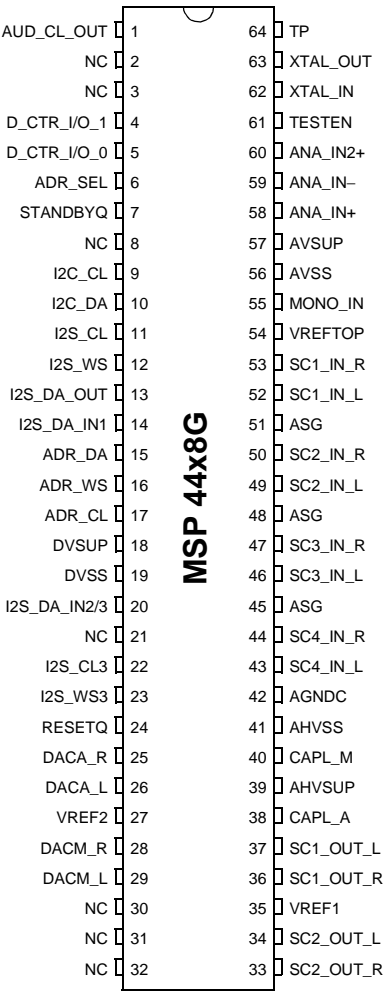 AUD_CL_OUT 1 64 TP
NC 2 63 XTAL_OUT
NC 3 62 XTAL_IN
D_CTR_I/O_1 4 61 TESTEN
D_CTR_I/O_0 5 60 ANA_IN2+
ADR_SEL 6 59 ANA_IN−
STANDBYQ 7 58 ANA_IN+
NC 8 57 AVSUP
I2C_CL 9 56 AVSS
I2C_DA 10 55 MONO_IN
I2S_CL 11 54 VREFTOP
I2S_WS 12 53 SC1_IN_R
I2S_DA_OUT 13 52 SC1_IN_L
I2S_DA_IN1 14 51 ASG
ADR_DA 15 50 SC2_IN_R
ADR_WS 16 49 SC2_IN_L
ADR_CL 17 48 ASG
DVSUP 18 47 SC3_IN_R
DVSS 19 46 SC3_IN_L
I2S_DA_IN2/3 20 45 ASG
NC 21 44 SC4_IN_R
I2S_CL3 22 43 SC4_IN_L
I2S_WS3 23 42 AGNDC
RESETQ 24 41 AHVSS
DACA_R 25 40 CAPL_M
DACA_L 26 39 AHVSUP
VREF2 27 38 CAPL_A
DACM_R 28 37 SC1_OUT_L
DACM_L 29 36 SC1_OUT_R
NC 30 35 VREF1
NC 31 34 SC2_OUT_L
NC 32 33 SC2_OUT_R
MSP 44x8G